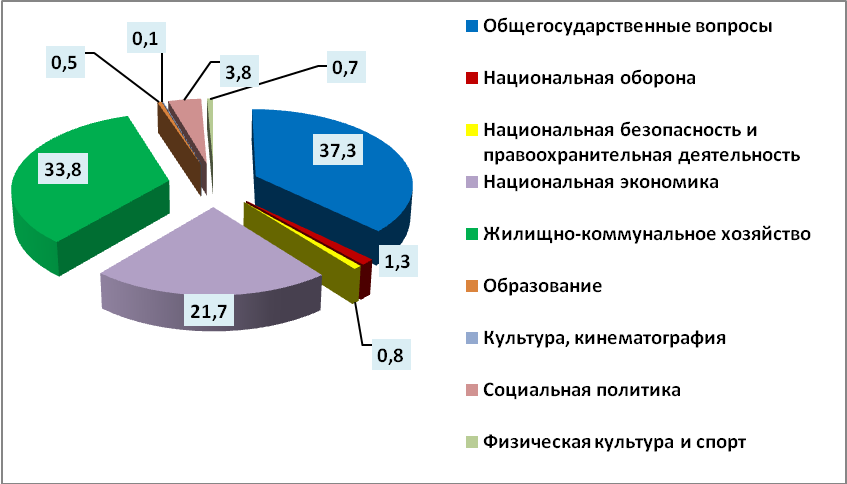 0,1
0,5
3,8
0,7
37,3
33,8
1,3
21,7
0,8
Общегосударственные вопросы
Национальная оборона
Национальная безопасность и
правоохранительная деятельность
Национальная экономика
Жилищно-коммунальное хозяйство
Образование
Культура, кинематография
Социальная политика
Физическая культура и спорт